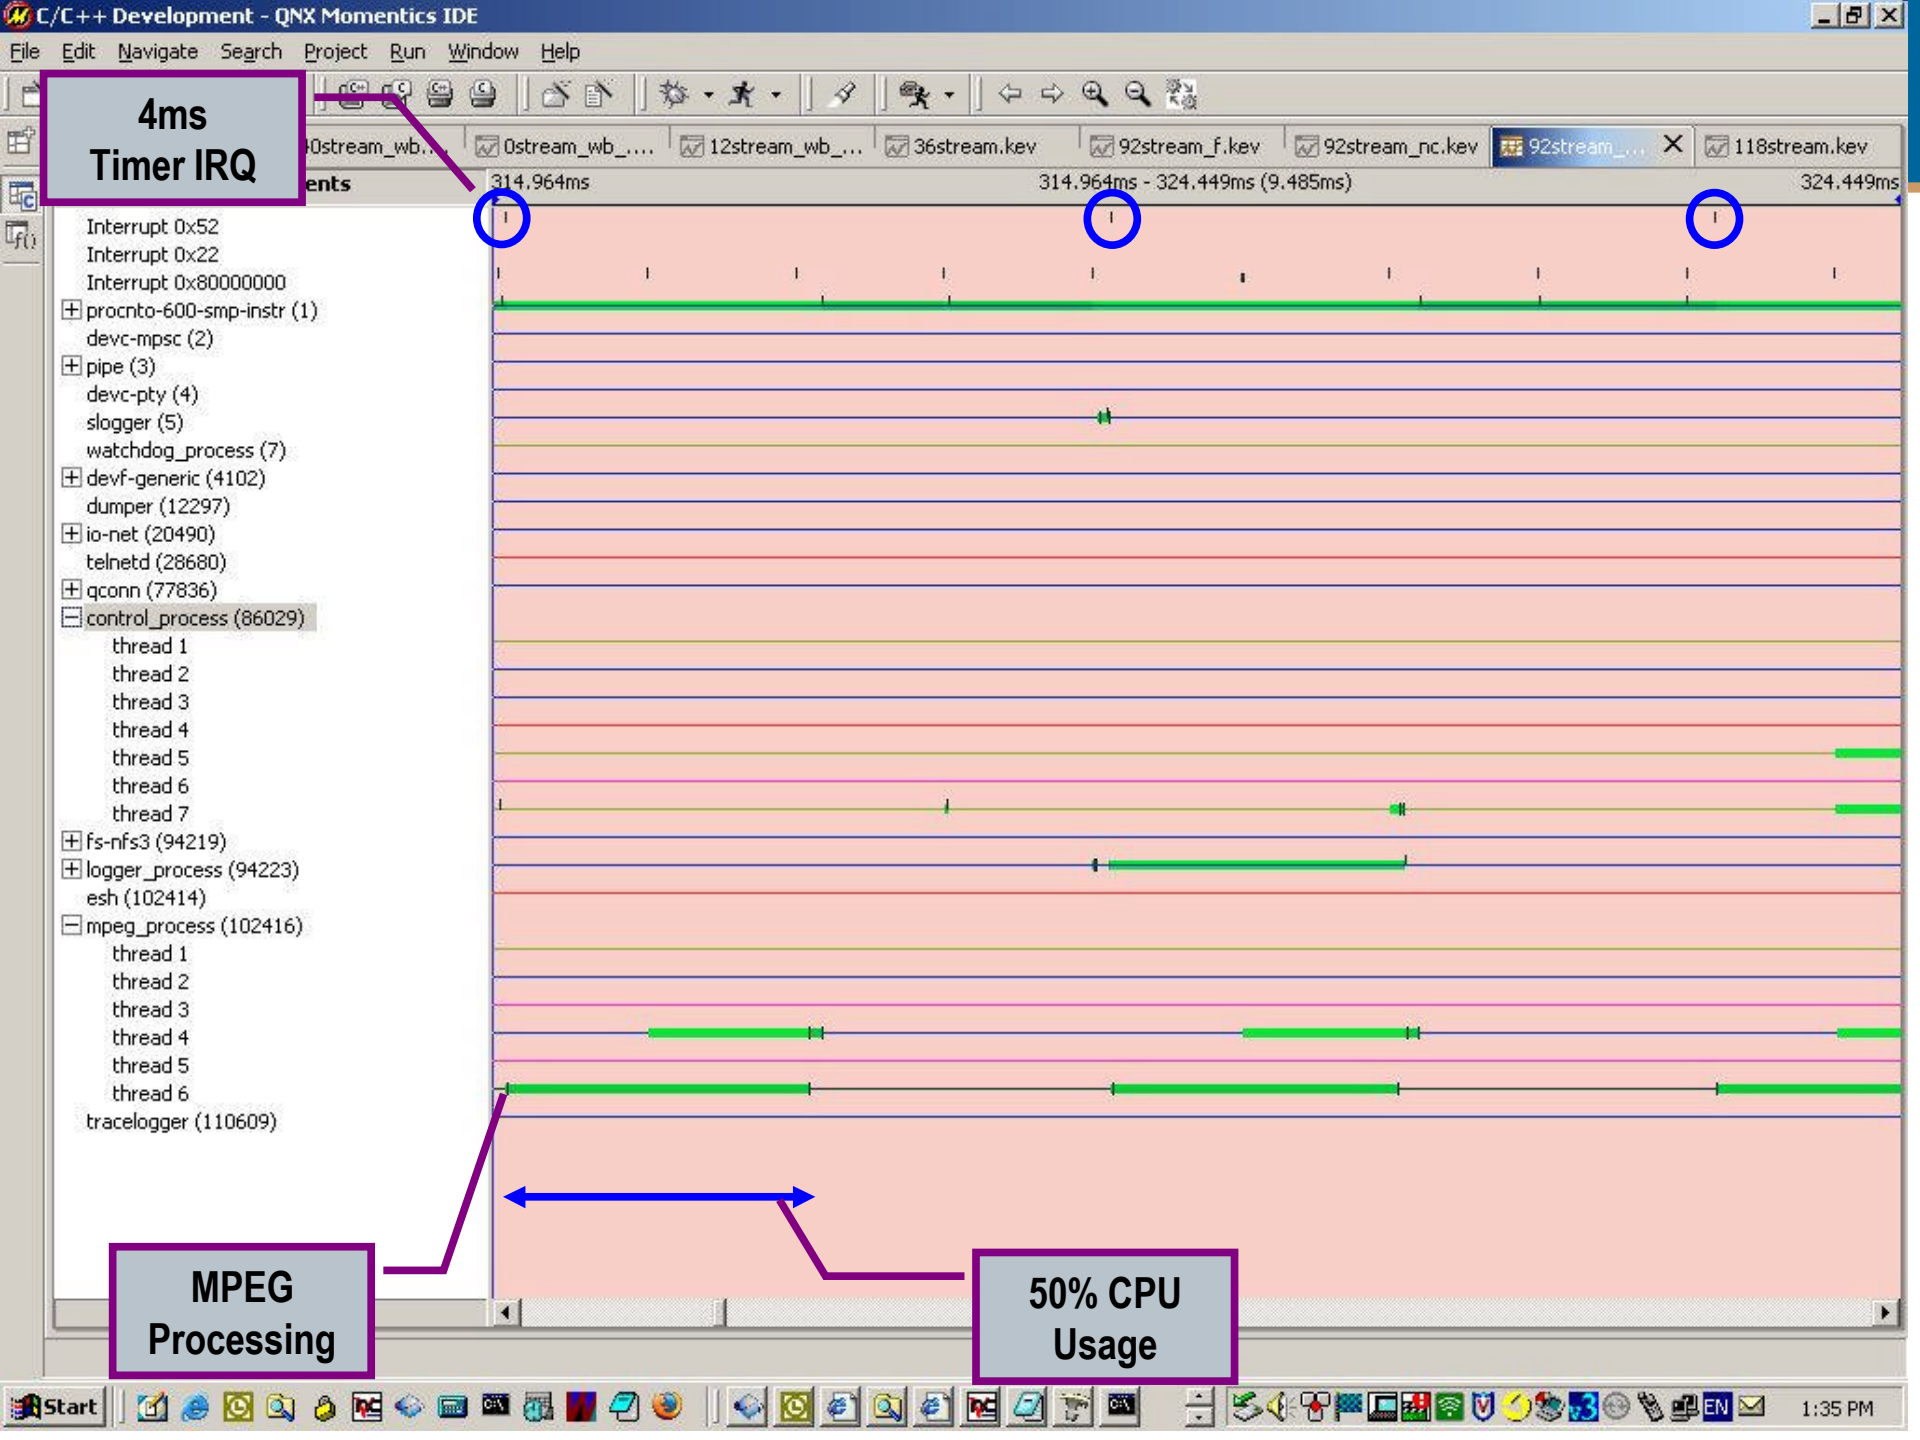 C/C++ Development - QNX Momentics IDE
File Edit Navigate Search Project Run Window Help
4ms
Timer IRQ
0stream_wb_.... 12stream_wb_... 36stream.kev 92stream_f.kev 92stream_nc.kev 92stream_... 118stream.kev
ents 314.964ms 314.964ms - 324.449ms (9.485ms) 324.449ms
Interrupt 0x52
Interrupt 0x22
Interrupt 0x80000000
procnto-600-smp-instr (1)
devc-mpsc (2)
pipe (3)
devc-pty (4)
slogger (5)
watchdog_process (7)
devf-generic (4102)
dumper (12297)
io-net (20490)
telnetd (28680)
qconn (77836)
control_process (86029)
thread 1
thread 2
thread 3
thread 4
thread 5
thread 6
thread 7
fs-nfs3 (94219)
logger_process (94223)
esh (102414)
mpeg_process (102416)
thread 1
thread 2
thread 3
thread 4
thread 5
thread 6
tracelogger (110609)
MPEG
Processing
50% CPU
Usage
Start EN 1:35 PM